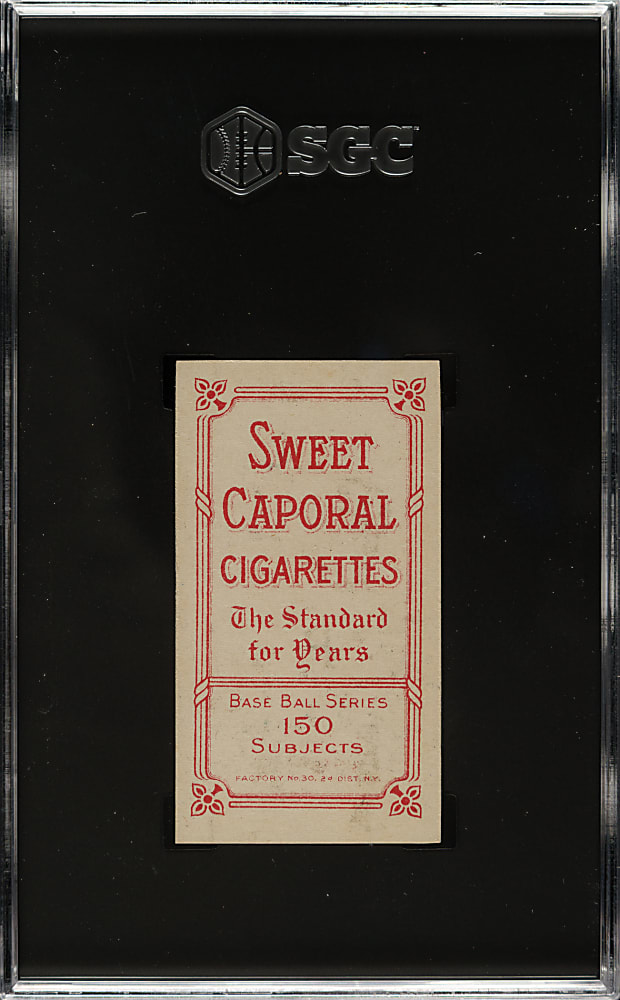 SGC
SWEET
CAPORAL
CIGARETTES
The Standard
for Years
BASE BALL SERIES
150
SUBJECTS
FACTORY No. 30, 2d DIST. N.Y.